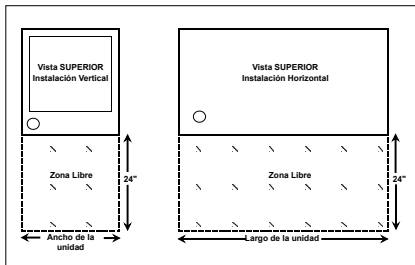 Vista SUPERIOR
Instalación Vertical
Vista SUPERIOR
Instalación Horizontal
Zona Libre
24"
Zona Libre
24"
Ancho de la
unidad
Largo de la unidad